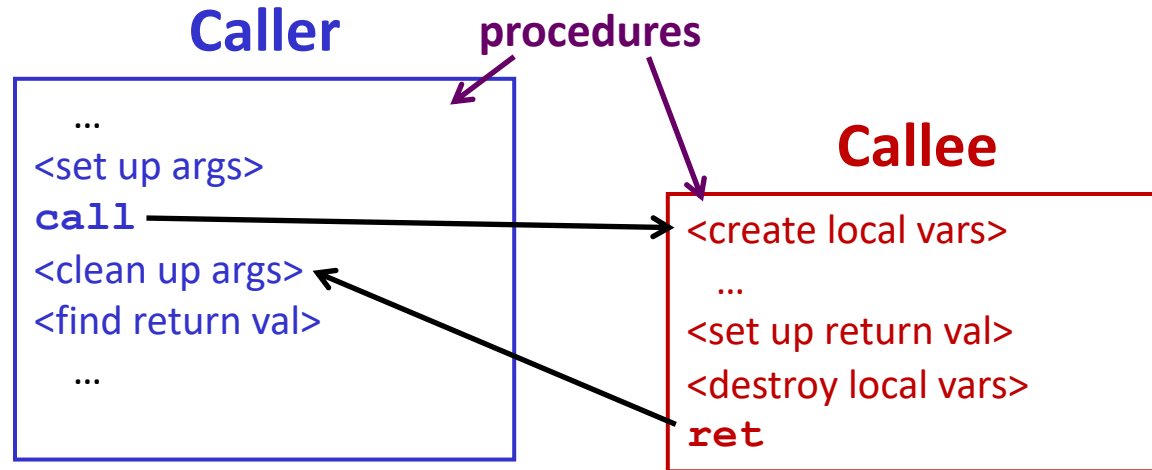 Caller
procedures
...
<set up args>
call
<clean up args>
<find return val>
...
Callee
<create local vars>
...
<set up return val>
<destroy local vars>
ret